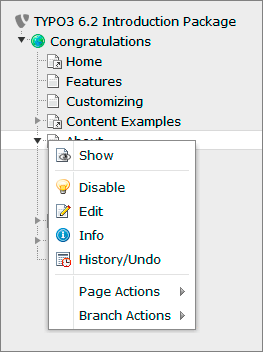 TYPO3 6.2 Introduction Package
Congratulations
Home
Features
Customizing
Content Examples
About
Show
Disable
Edit
Info
History/Undo
Page Actions
Branch Actions